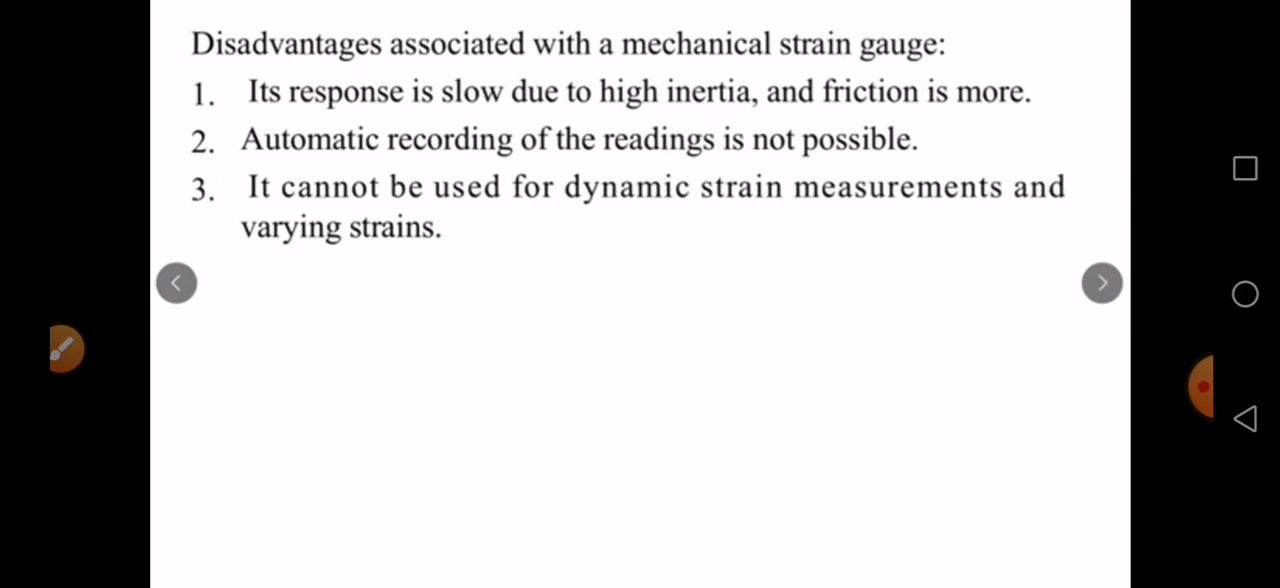 Disadvantages associated with a mechanical strain gauge:
1. Its response is slow due to high inertia, and friction is more.
2. Automatic recording of the readings is not possible.
3. It cannot be used for dynamic strain measurements and
varying strains.